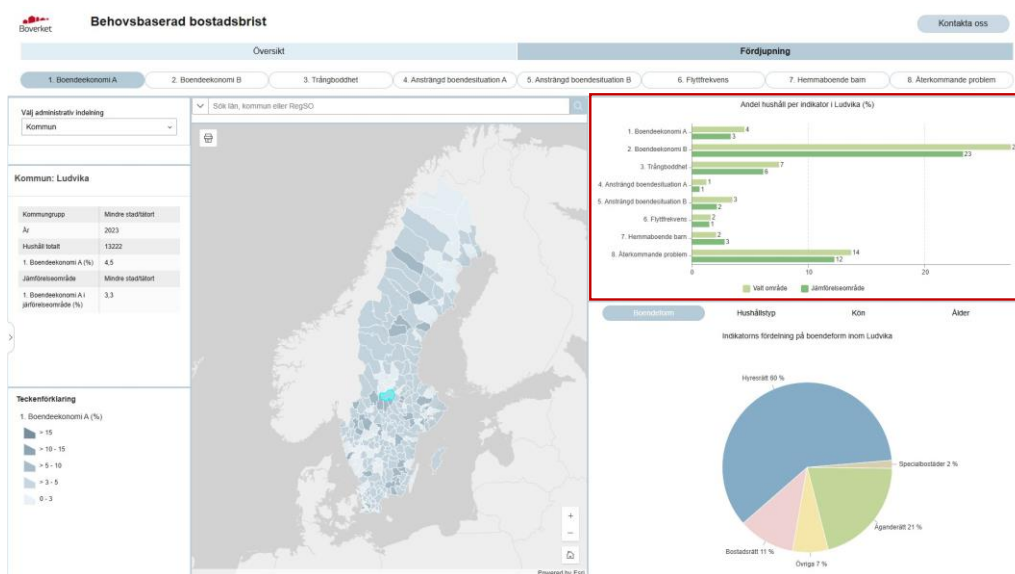 Boverket
Behovsbaserad bostadsbrist
Kontakta oss
Översikt
Fördjupning
1. Boendeekonomi A
2. Boendeekonomi B
3. Trångboddhet
4. Ansträngd boendesituation A
5. Ansträngd boendesituation B
6. Flyttfrekvens
7. Hemmaboende barn
8. Återkommande problem
Välj administrativ indelning
Kommun
Kommun: Ludvika
Kommungrupp Mindre stad/tätort
År 2023
Hushåll totalt 13222
1. Boendeekonomi A (%) 4,5
Jämförelseområde Mindre stad/tätort
1. Boendeekonomi A i
järförelseområde (%) 3,3
Teckenförklaring
1. Boendeekonomi A (%)
> 15
> 10 - 15
> 5 - 10
> 3 - 5
0 - 3
Sök län, kommun eller RegSO
+
−
Powered by Esri
Andel hushåll per indikator i Ludvika (%)
1. Boendeekonomi A 4
3
2. Boendeekonomi B 2
23
3. Trångboddhet 7
6
4. Ansträngd boendesituation A 1
1
5. Ansträngd boendesituation B 3
2
6. Flyttfrekvens 2
1
7. Hemmaboende barn 2
3
8. Återkommande problem 14
12
0 10 20
Valt område Jämförelseområde
Boendeform Hushållstyp Kön Ålder
Indikatorns fördelning på boendeform inom Ludvika
Hyresrätt 60 %
Specialbostäder 2 %
Äganderätt 21 %
Bostadsrätt 11 %
Övriga 7 %